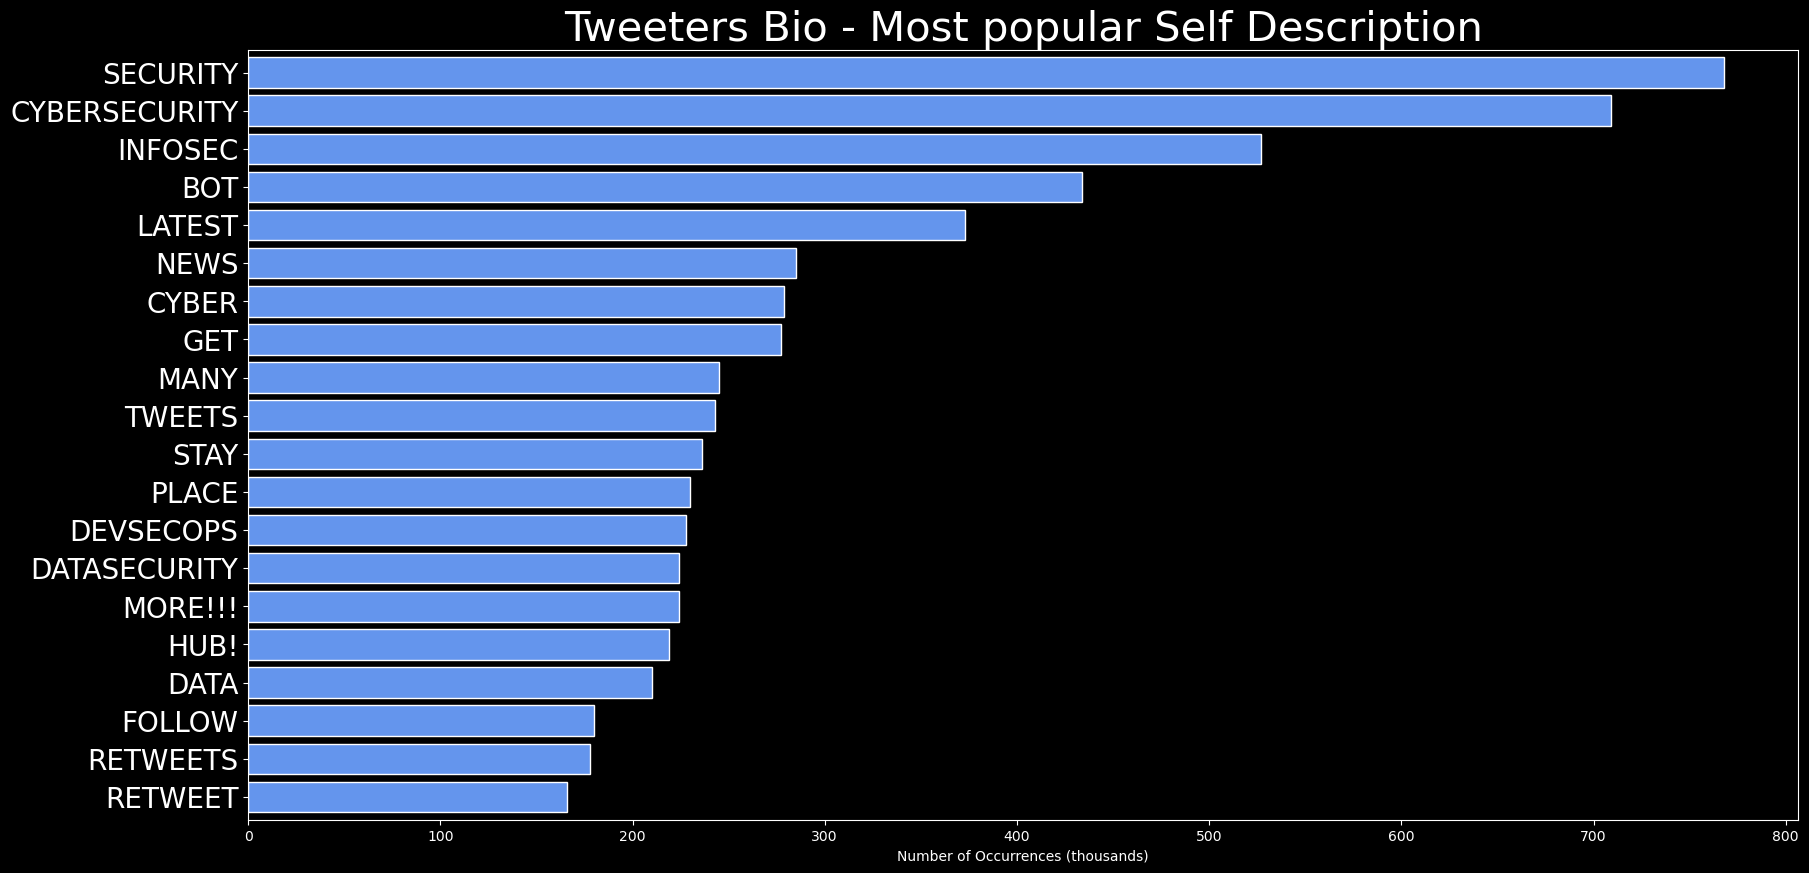 Tweeters Bio - Most popular Self Description
SECURITY
CYBERSECURITY
INFOSEC
BOT
LATEST
NEWS
CYBER
GET
MANY
TWEETS
STAY
PLACE
DEVSECOPS
DATASECURITY
MORE!!!
HUB!
DATA
FOLLOW
RETWEETS
RETWEET
0 100 200 300 400 500 600 700 800
Number of Occurrences (thousands)